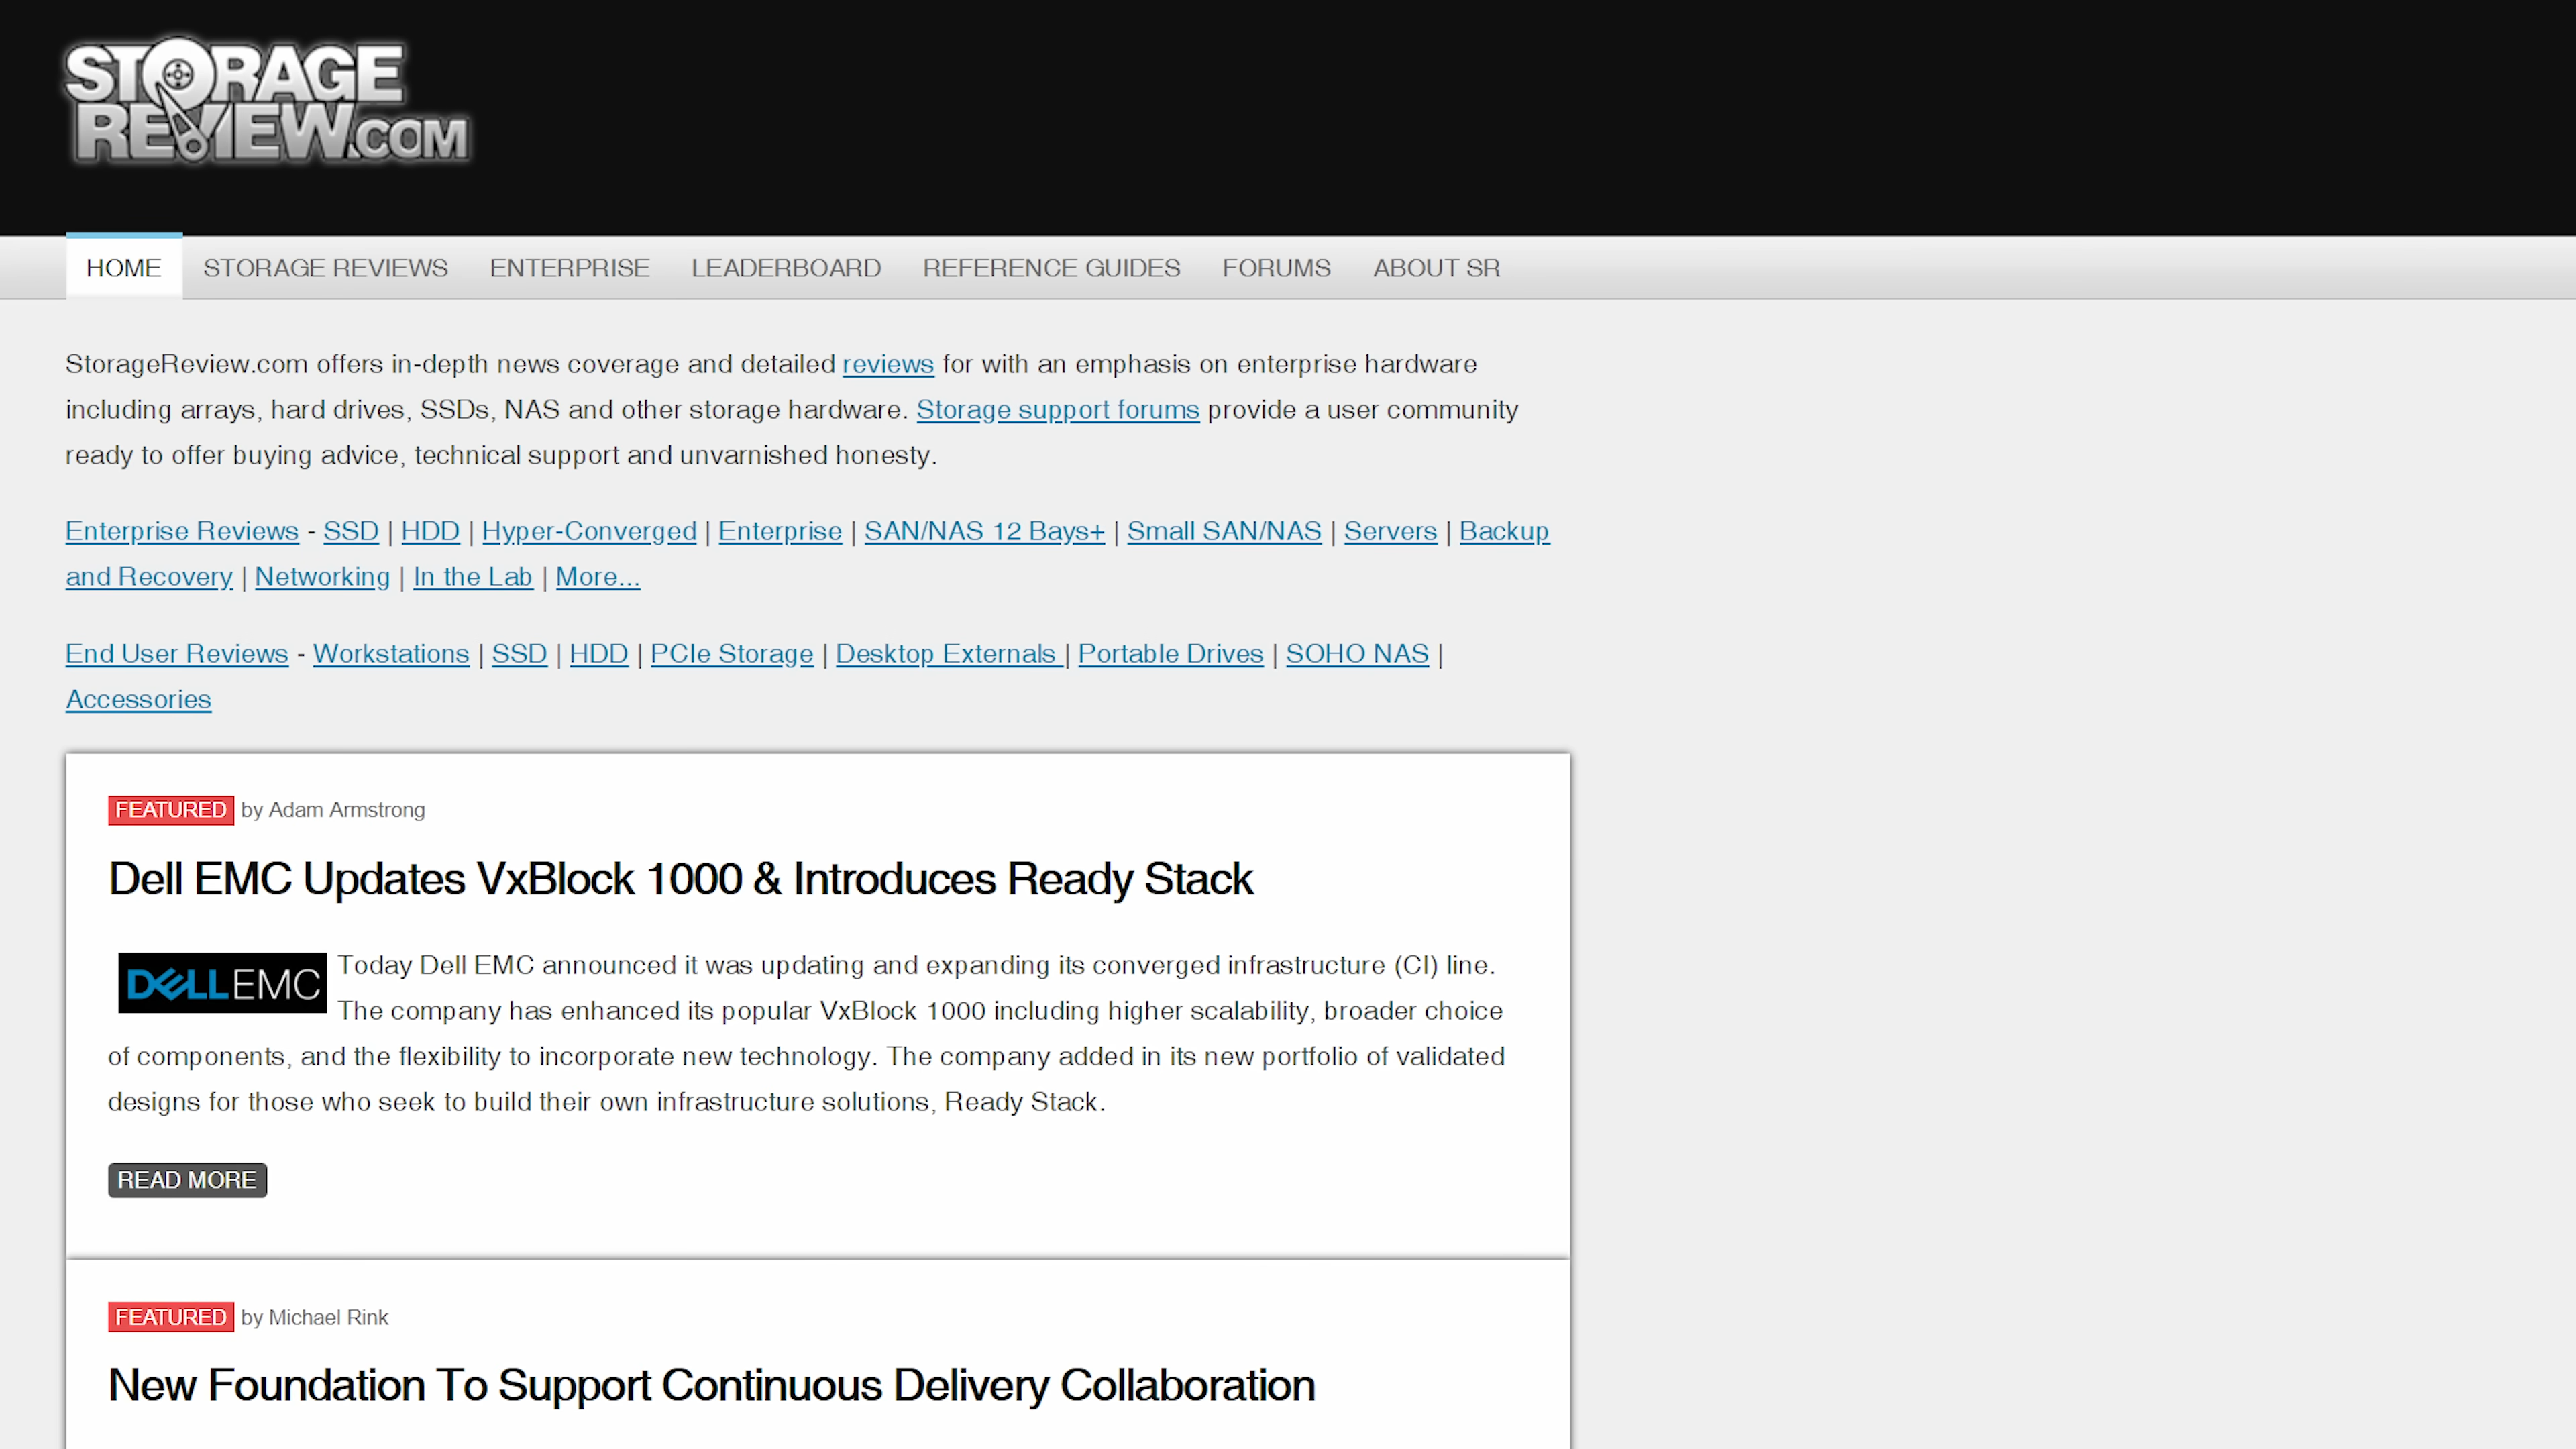 STORAGE
REVIEW.COM
HOME STORAGE REVIEWS ENTERPRISE LEADERBOARD REFERENCE GUIDES FORUMS ABOUT SR
StorageReview.com offers in-depth news coverage and detailed reviews for with an emphasis on enterprise hardware
including arrays, hard drives, SSDs, NAS and other storage hardware. Storage support forums provide a user community
ready to offer buying advice, technical support and unvarnished honesty.
Enterprise Reviews - SSD | HDD | Hyper-Converged | Enterprise | SAN/NAS 12 Bays+ | Small SAN/NAS | Servers | Backup
and Recovery | Networking | In the Lab | More...
End User Reviews - Workstations | SSD | HDD | PCIe Storage | Desktop Externals | Portable Drives | SOHO NAS |
Accessories
FEATURED by Adam Armstrong
Dell EMC Updates VxBlock 1000 & Introduces Ready Stack
DELLEMC
Today Dell EMC announced it was updating and expanding its converged infrastructure (CI) line.
The company has enhanced its popular VxBlock 1000 including higher scalability, broader choice
of components, and the flexibility to incorporate new technology. The company added in its new portfolio of validated
designs for those who seek to build their own infrastructure solutions, Ready Stack.
READ MORE
FEATURED by Michael Rink
New Foundation To Support Continuous Delivery Collaboration